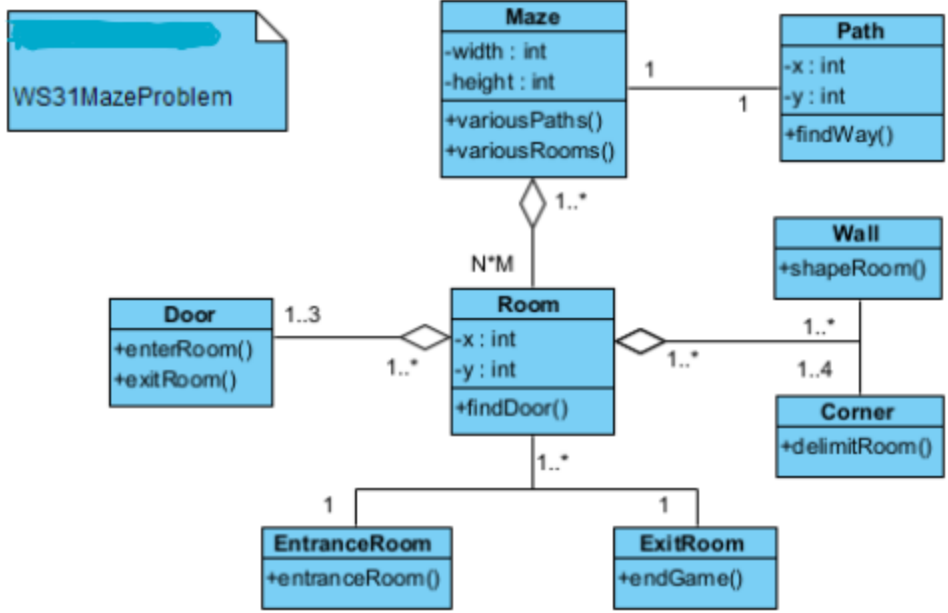 WS31MazeProblem
Maze
-width : int
-height : int
+variousPaths()
+variousRooms()
1
1
Path
-x : int
-y : int
+findWay()
1..*
N*M
Wall
+shapeRoom()
Door
+enterRoom()
+exitRoom()
1..3
1..*
Room
-x : int
-y : int
+findDoor()
1..*
1..*
1..4
Corner
+delimitRoom()
1..*
1
1
EntranceRoom
+entranceRoom()
ExitRoom
+endGame()